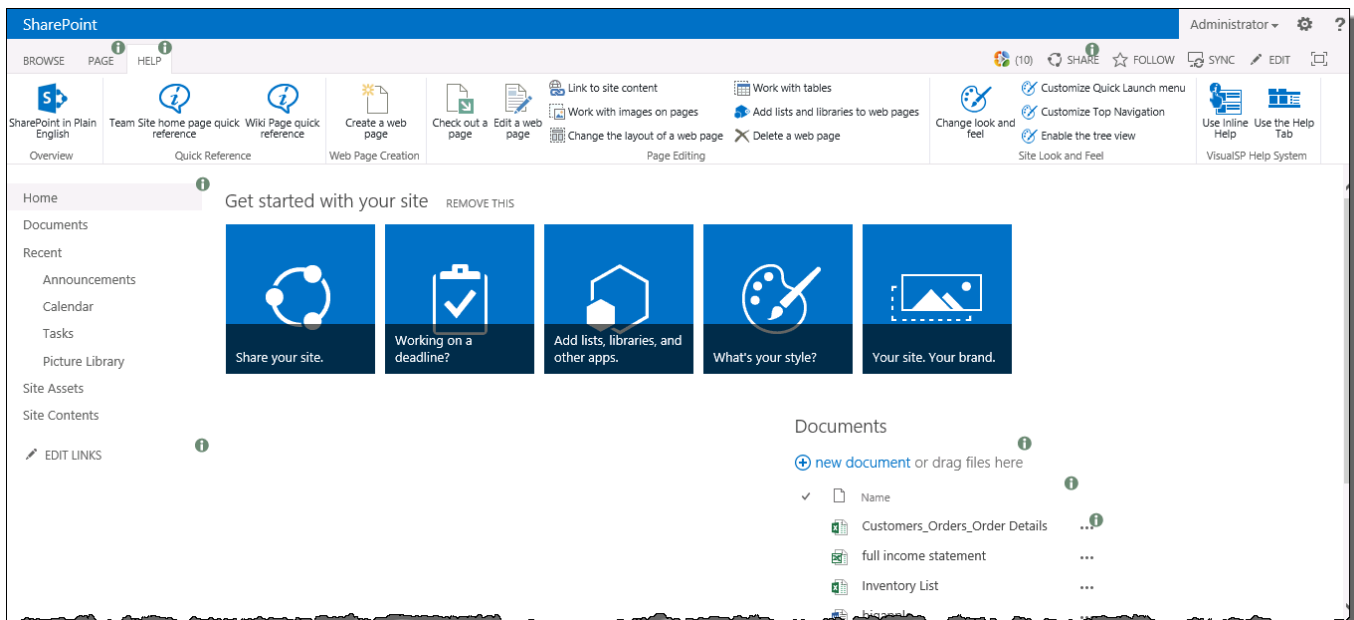 SharePoint
Administrator
?
BROWSE PAGE HELP
(10) SHARE FOLLOW SYNC EDIT
SharePoint in Plain
English
Overview
Team Site home page quick
reference
Wiki Page quick
reference
Quick Reference
Create a web
page
Web Page Creation
Check out a
page
Edit a web
page
Link to site content
Work with images on pages
Change the layout of a web page
Work with tables
Add lists and libraries to web pages
Delete a web page
Page Editing
Change look and
feel
Customize Quick Launch menu
Customize Top Navigation
Enable the tree view
Site Look and Feel
Use Inline
Help
Use the Help
Tab
VisualSP Help System
Home
Documents
Recent
Announcements
Calendar
Tasks
Picture Library
Site Assets
Site Contents
EDIT LINKS
Get started with your site REMOVE THIS
Share your site.
Working on a
deadline?
Add lists, libraries, and
other apps.
What's your style?
Your site. Your brand.
Documents
new document or drag files here
Name
Customers_Orders_Order Details ...
full income statement ...
Inventory List ...